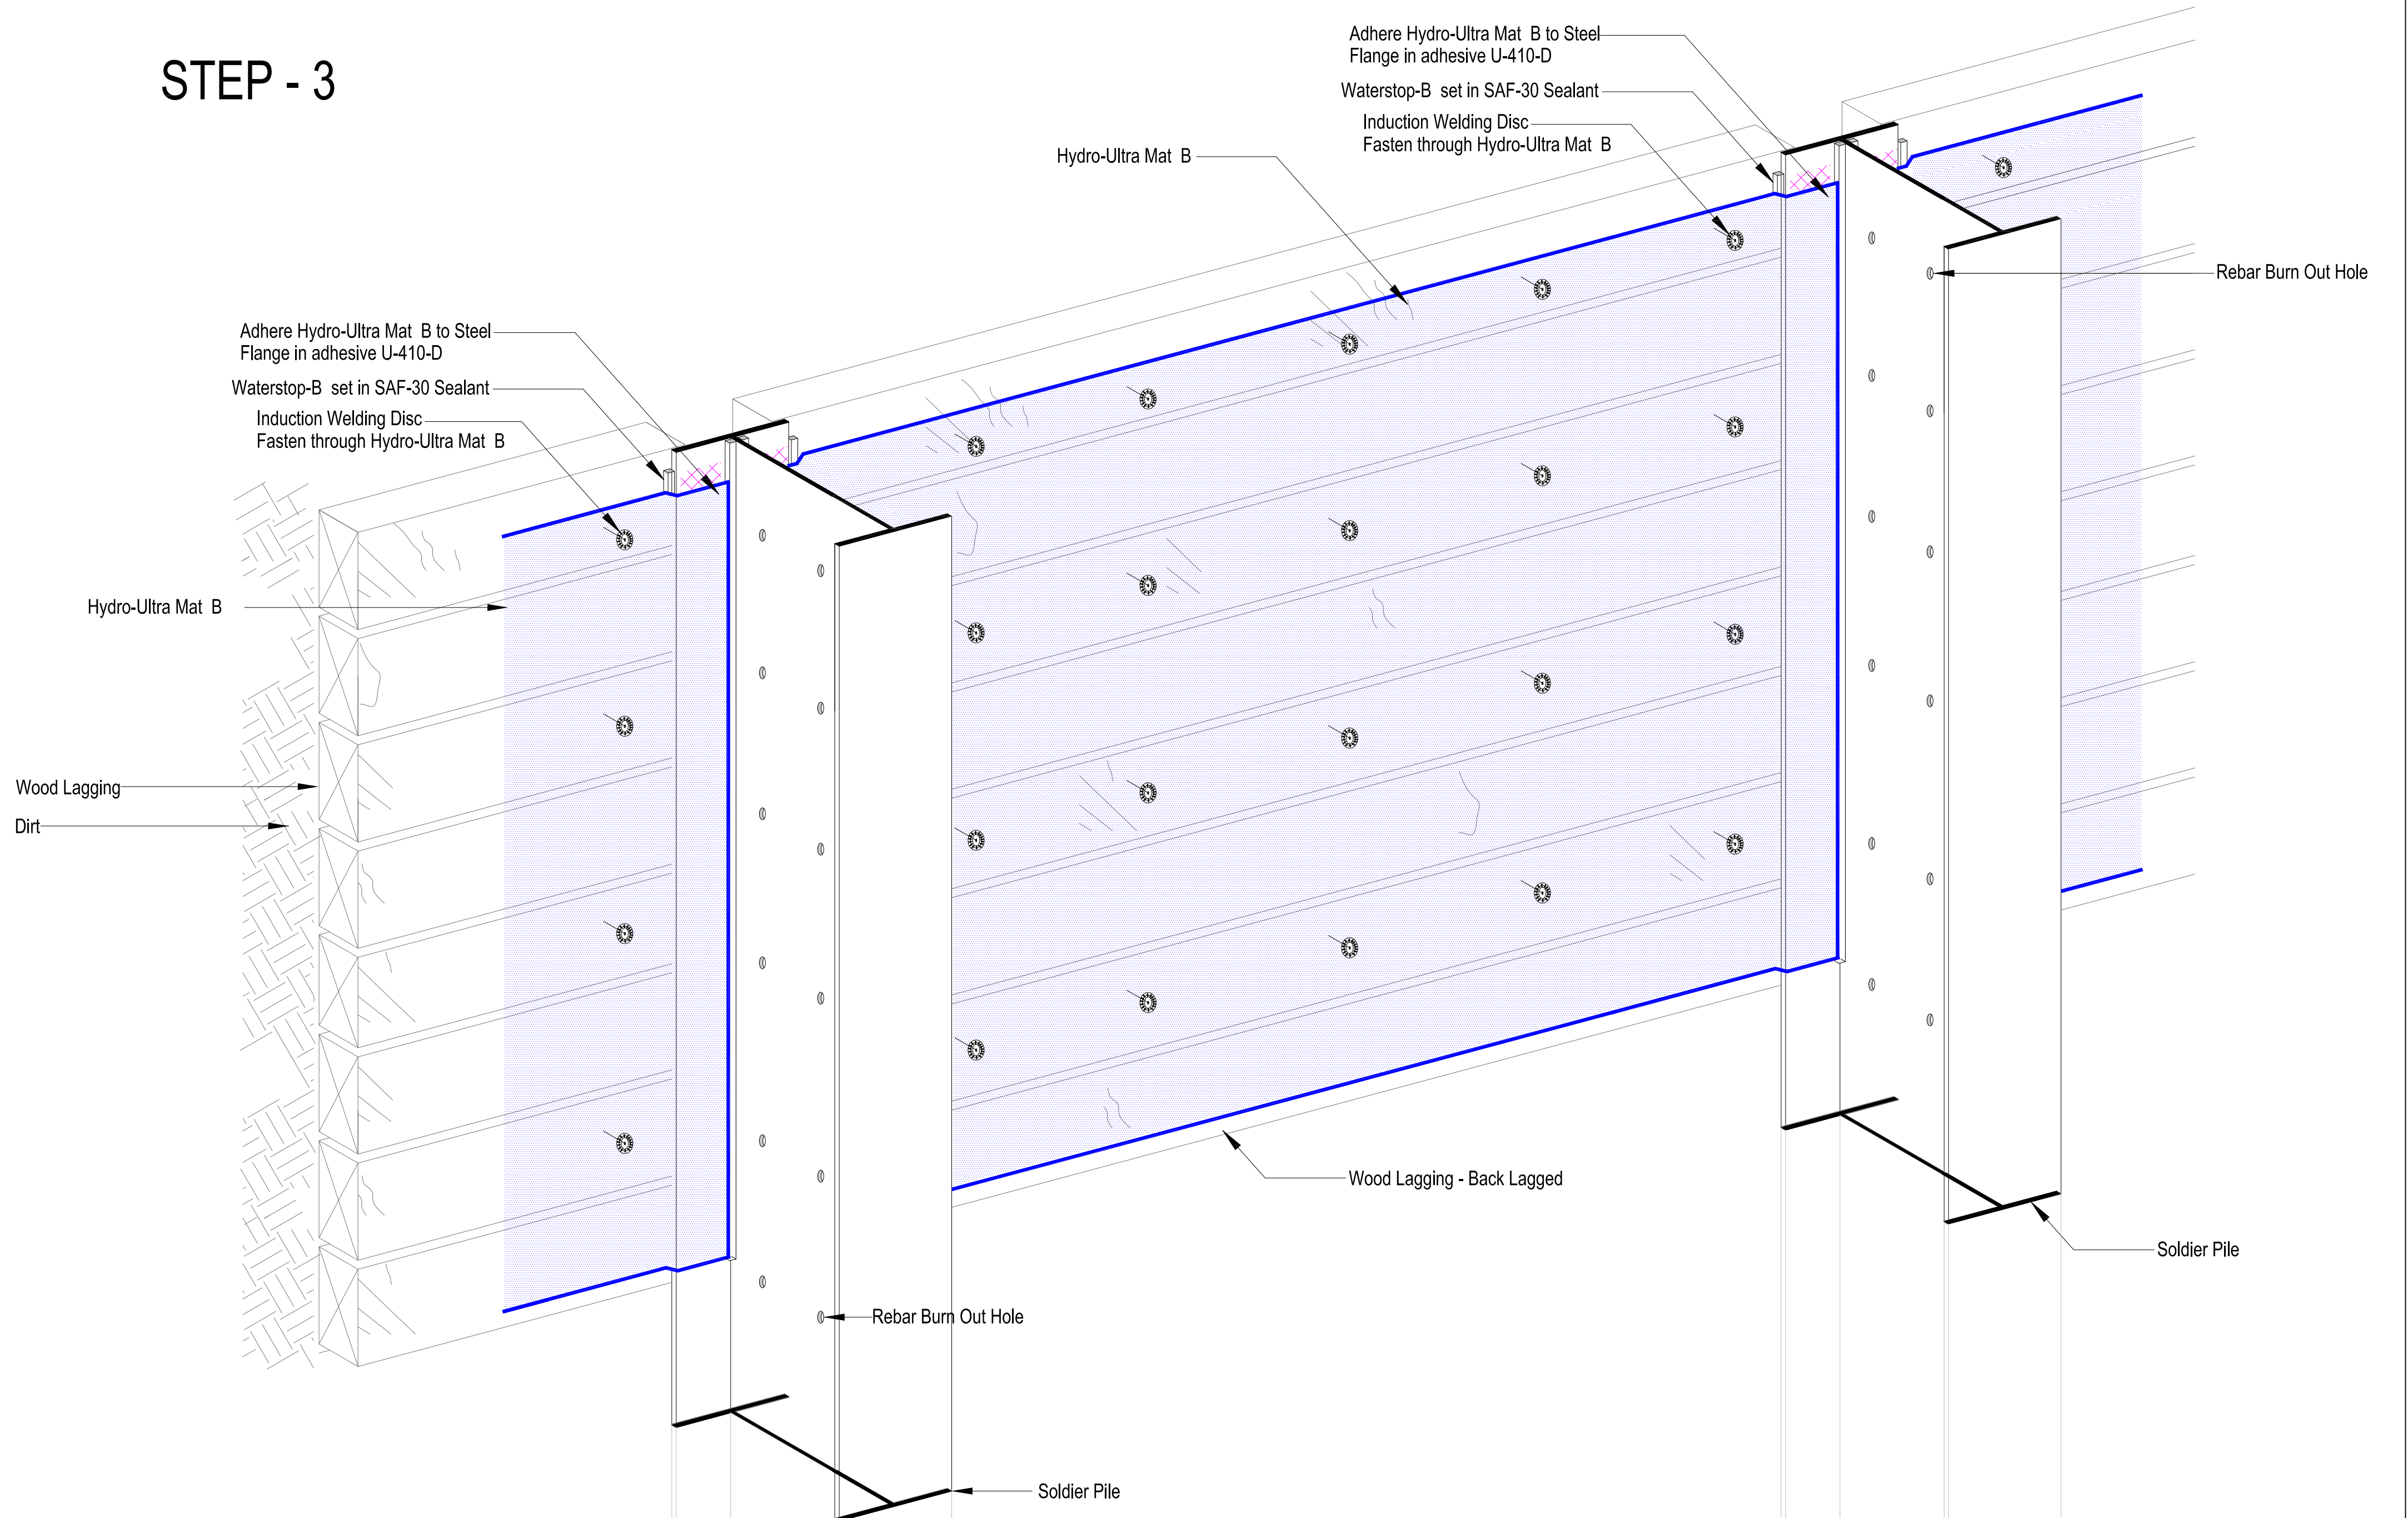 STEP - 3
Adhere Hydro-Ultra Mat B to Steel
Flange in adhesive U-410-D
Waterstop-B set in SAF-30 Sealant
Induction Welding Disc
Fasten through Hydro-Ultra Mat B
Hydro-Ultra Mat B
Rebar Burn Out Hole
Adhere Hydro-Ultra Mat B to Steel
Flange in adhesive U-410-D
Waterstop-B set in SAF-30 Sealant
Induction Welding Disc
Fasten through Hydro-Ultra Mat B
Hydro-Ultra Mat B
Wood Lagging
Dirt
Wood Lagging - Back Lagged
Soldier Pile
Rebar Burn Out Hole
Soldier Pile